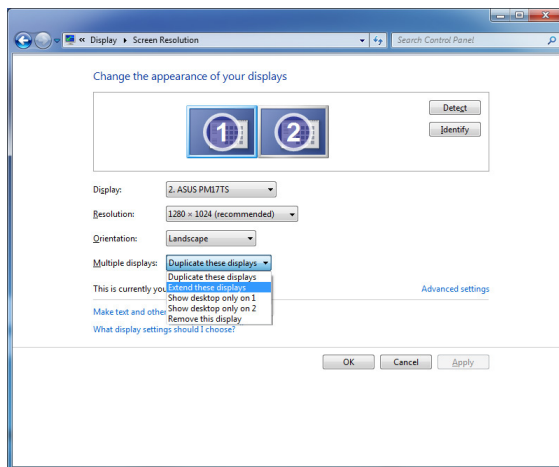 « Display ▸ Screen Resolution
Search Control Panel
Change the appearance of your displays
1
2
Detect
Identify
Display:
2. ASUS PM17TS
Resolution:
1280 × 1024 (recommended)
Orientation:
Landscape
Multiple displays:
Duplicate these displays
Duplicate these displays
Extend these displays
Show desktop only on 1
Show desktop only on 2
Remove this display
This is currently you
Advanced settings
Make text and othe
What display settings should I choose?
OK
Cancel
Apply